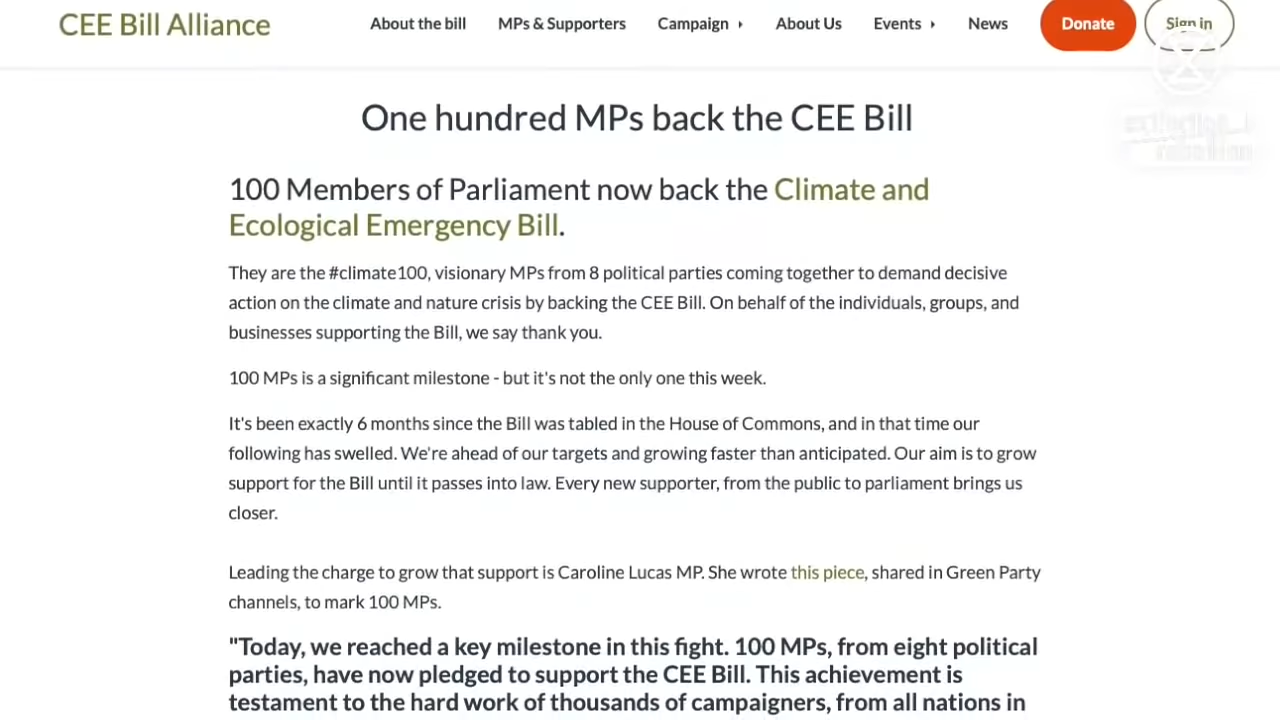 CEE Bill Alliance
About the bill MPs & Supporters Campaign About Us Events News Donate Sign in
extinction
rebellion
One hundred MPs back the CEE Bill
100 Members of Parliament now back the Climate and
Ecological Emergency Bill.
They are the #climate100, visionary MPs from 8 political parties coming together to demand decisive
action on the climate and nature crisis by backing the CEE Bill. On behalf of the individuals, groups, and
businesses supporting the Bill, we say thank you.
100 MPs is a significant milestone - but it's not the only one this week.
It's been exactly 6 months since the Bill was tabled in the House of Commons, and in that time our
following has swelled. We're ahead of our targets and growing faster than anticipated. Our aim is to grow
support for the Bill until it passes into law. Every new supporter, from the public to parliament brings us
closer.
Leading the charge to grow that support is Caroline Lucas MP. She wrote this piece, shared in Green Party
channels, to mark 100 MPs.
"Today, we reached a key milestone in this fight. 100 MPs, from eight political
parties, have now pledged to support the CEE Bill. This achievement is
testament to the hard work of thousands of campaigners, from all nations in